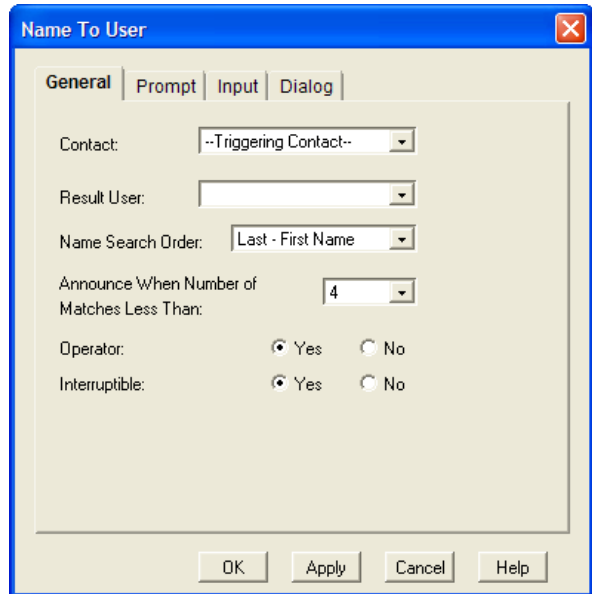 Name To User
General Prompt Input Dialog
Contact: --Triggering Contact--
Result User:
Name Search Order: Last - First Name
Announce When Number of
Matches Less Than: 4
Operator: Yes No
Interruptible: Yes No
OK Apply Cancel Help